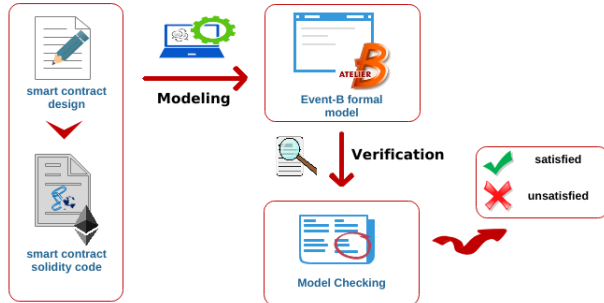 smart contract
design
smart contract
solidity code
Modeling
ATELIER B
Event-B formal
model
Verification
Model Checking
satisfied
unsatisfied